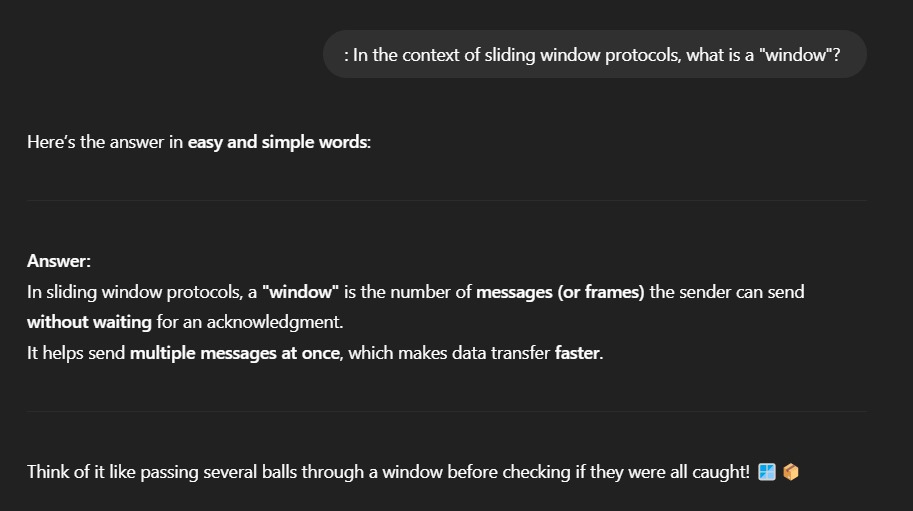 : In the context of sliding window protocols, what is a "window"?
Here’s the answer in easy and simple words:
Answer:
In sliding window protocols, a "window" is the number of messages (or frames) the sender can send
without waiting for an acknowledgment.
It helps send multiple messages at once, which makes data transfer faster.
Think of it like passing several balls through a window before checking if they were all caught! 🪟 📦